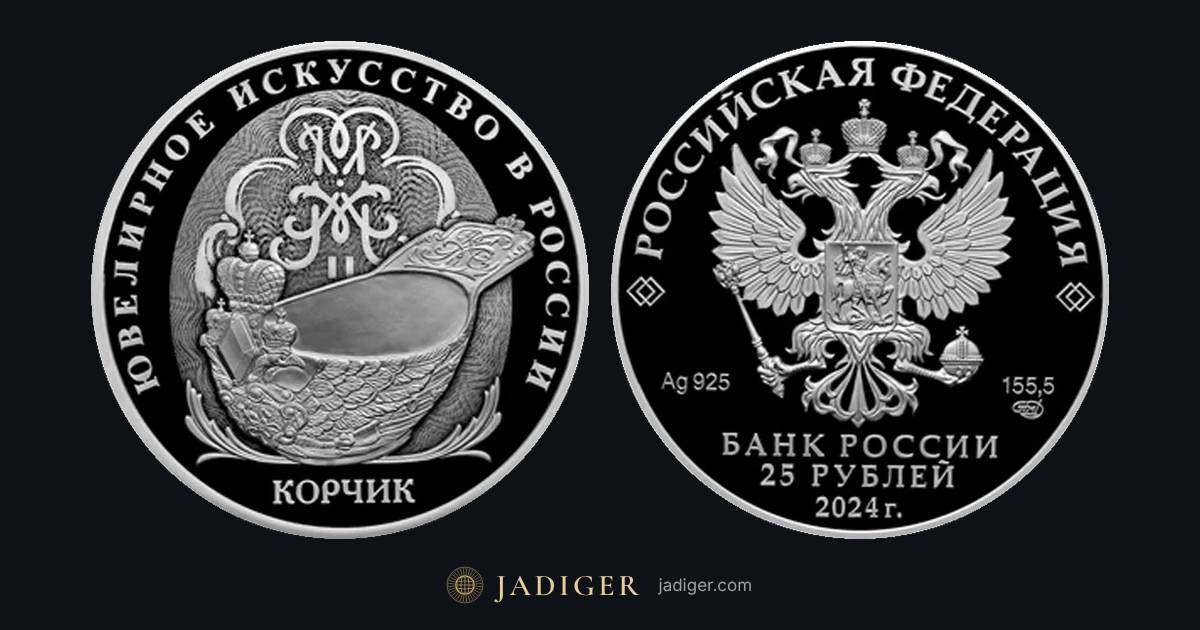 ЮВЕЛИРНОЕ ИСКУССТВО В РОССИИ
КОРЧИК
РОССИЙСКАЯ ФЕДЕРАЦИЯ
Ag 925
155,5
БАНК РОССИИ
25 РУБЛЕЙ
2024 г.
JADIGER
jadiger.com